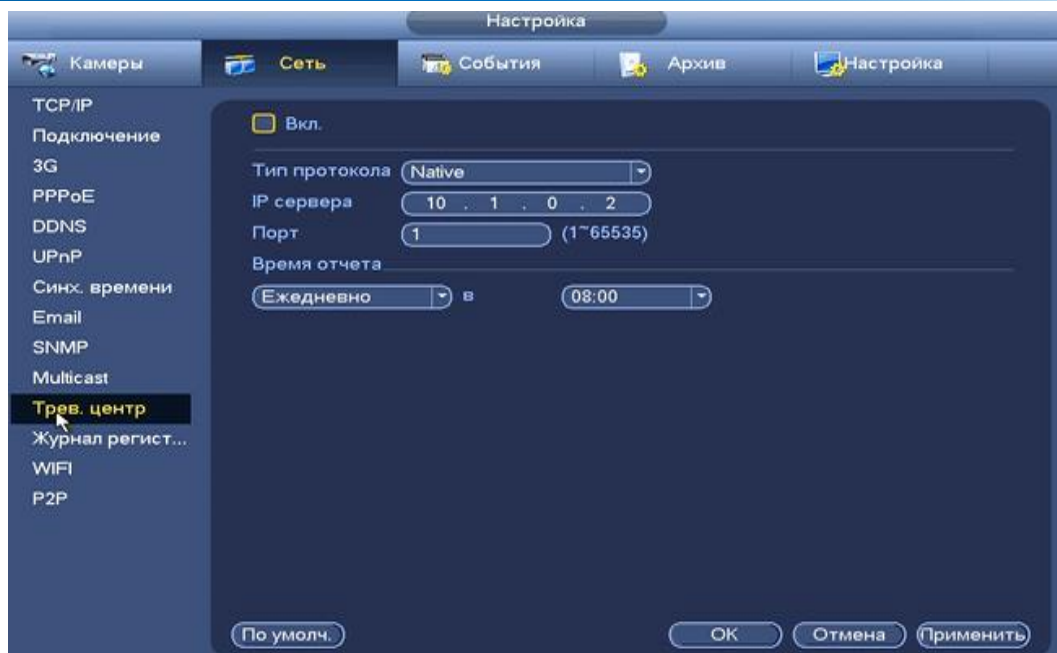 Настройка
Камеры Сеть События Архив Настройка
TCP/IP
Подключение
3G
PPPoE
DDNS
UPnP
Синх. времени
Email
SNMP
Multicast
Трев. центр
Журнал регист...
WIFI
P2P
Вкл.
Тип протокола Native
IP сервера 10 . 1 . 0 . 2
Порт 1 (1~65535)
Время отчета
Ежедневно в 08:00
По умолч. OK Отмена Применить